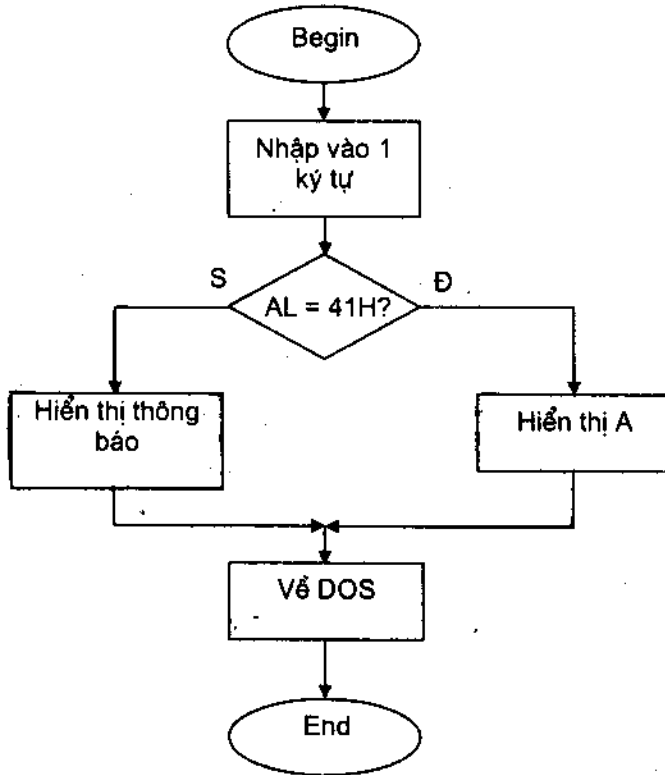 Begin
Nhập vào 1
ký tự
S
Đ
AL = 41H?
Hiển thị thông
báo
Hiển thị A
Về DOS
End